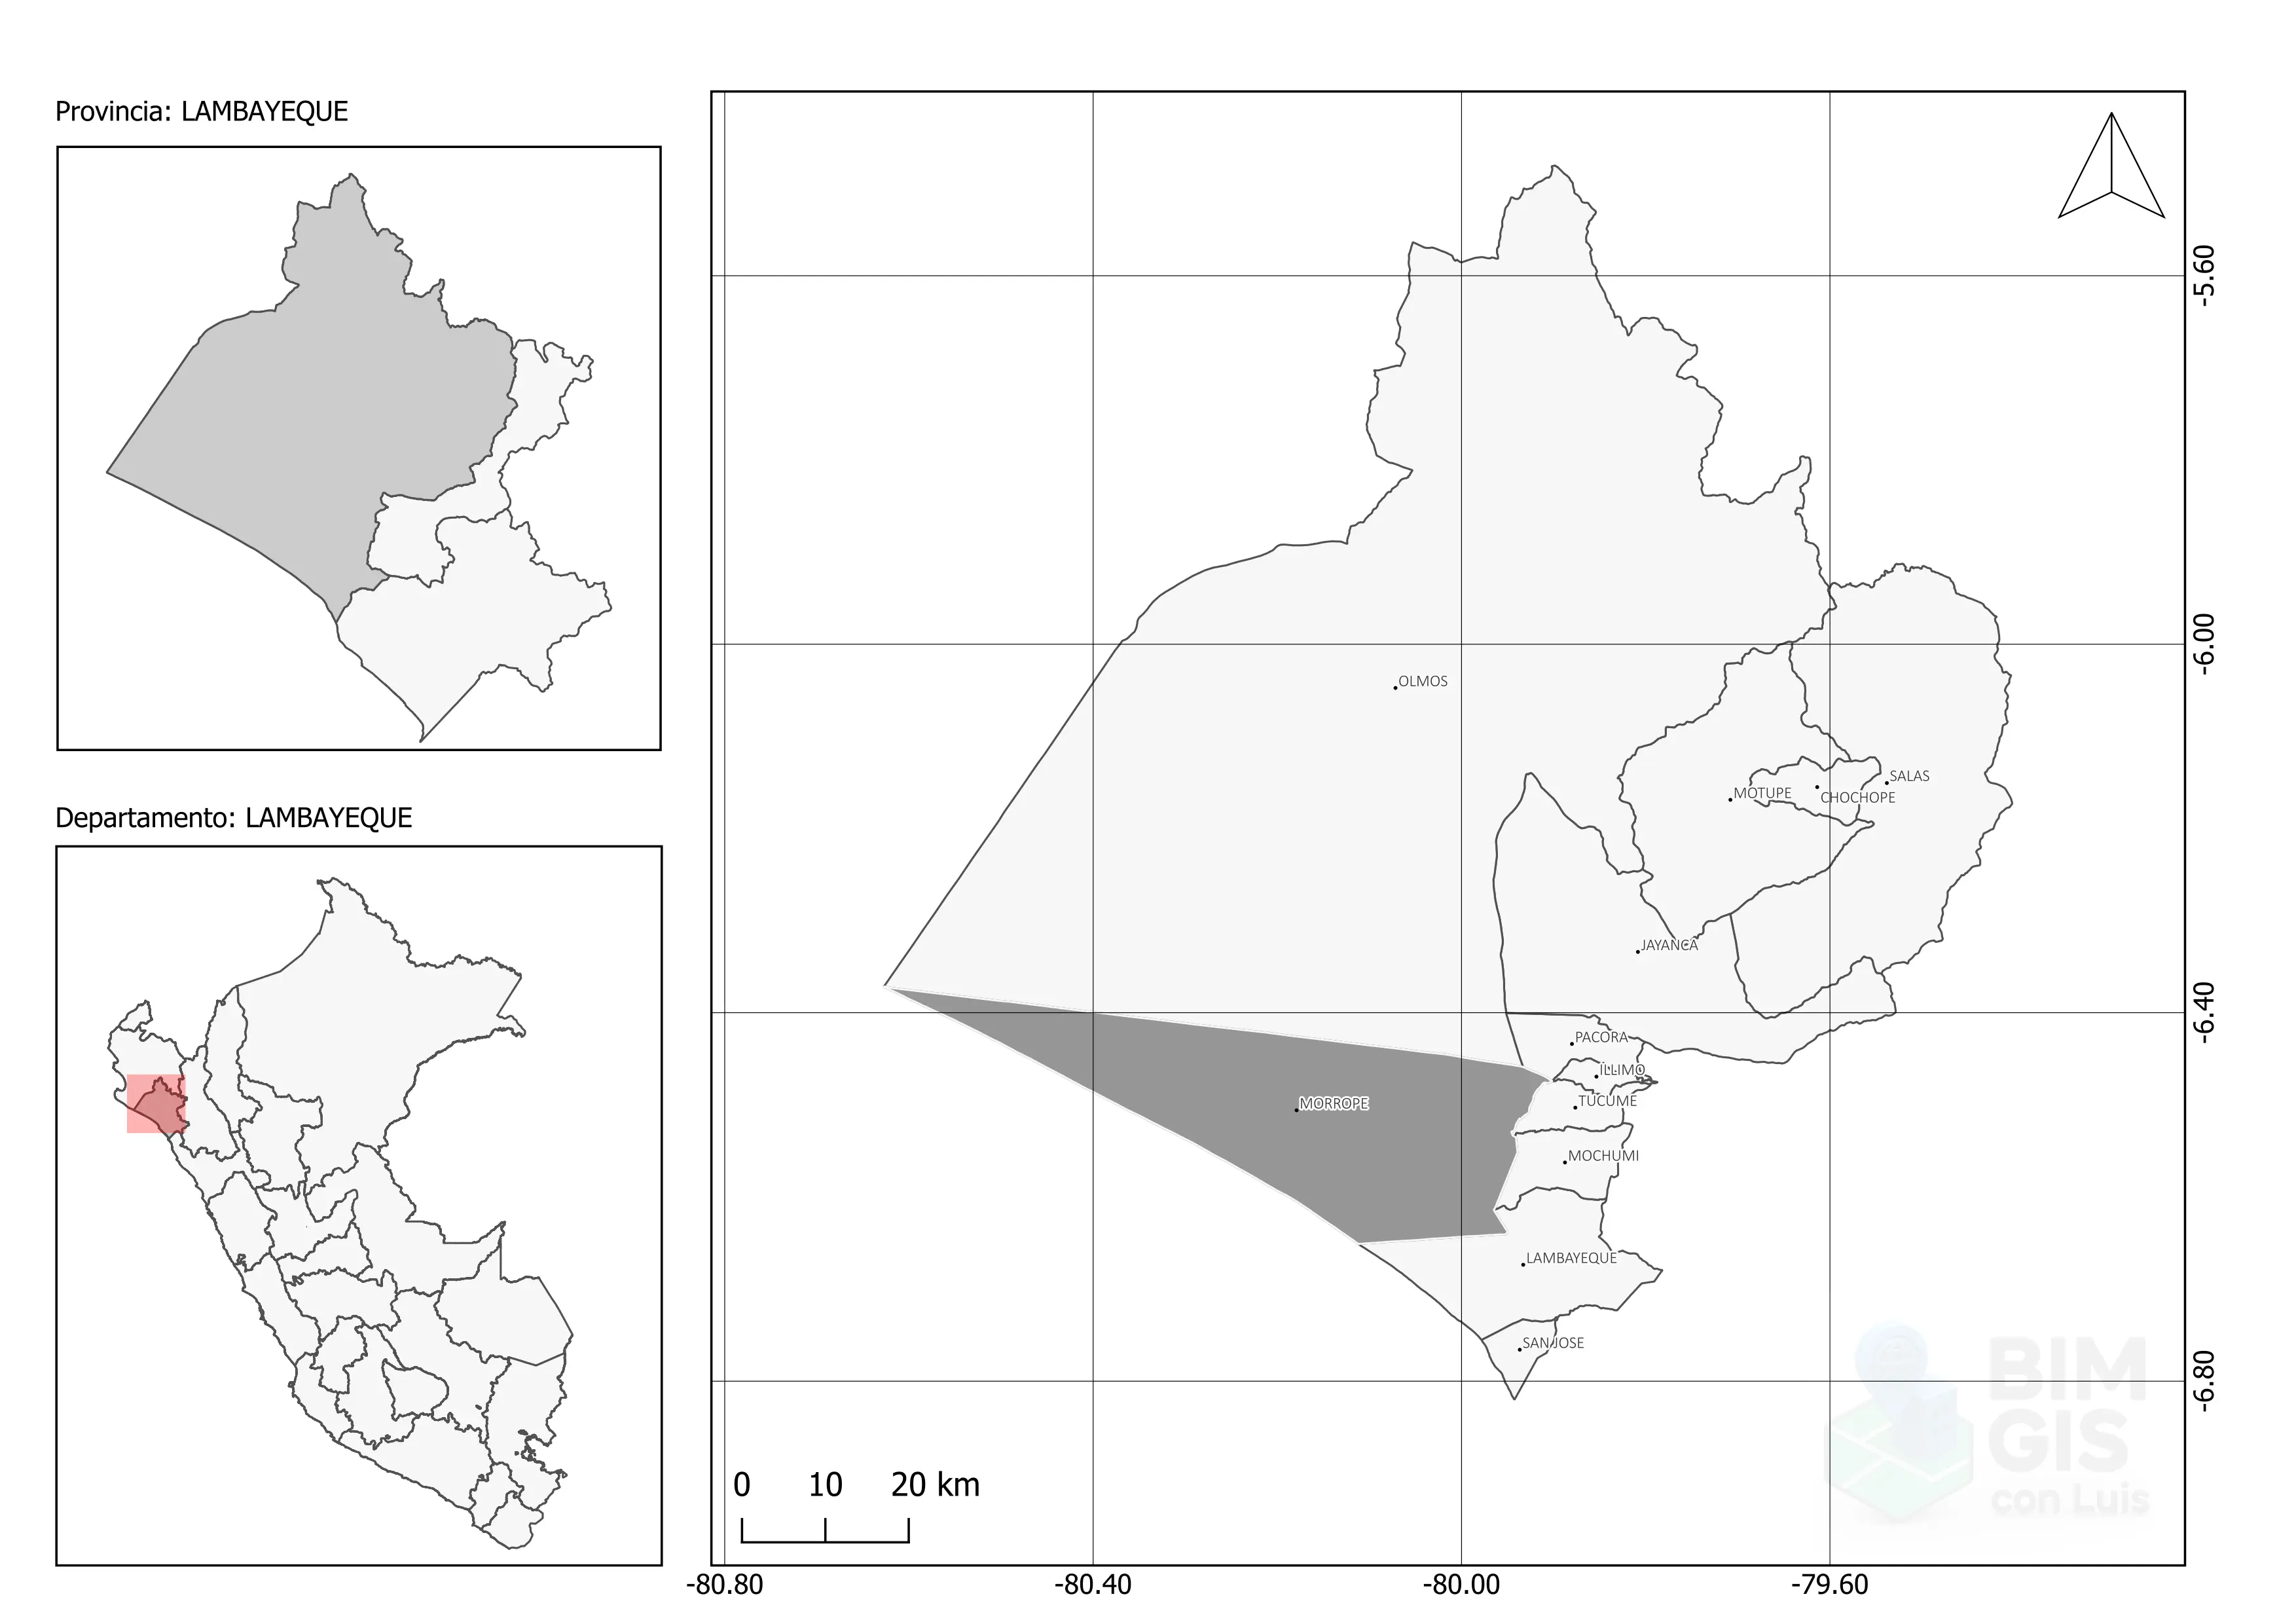 Provincia: LAMBAYEQUE
Departamento: LAMBAYEQUE
OLMOS
SALAS
MOTUPE
CHOCHOPE
JAYANCA
PACORA
ILLIMO
TUCUME
MORROPE
MOCHUMI
LAMBAYEQUE
SAN JOSE
-5.60
-6.00
-6.40
-6.80
BIM
GIS
con Luis
0 10 20 km
-80.80 -80.40 -80.00 -79.60